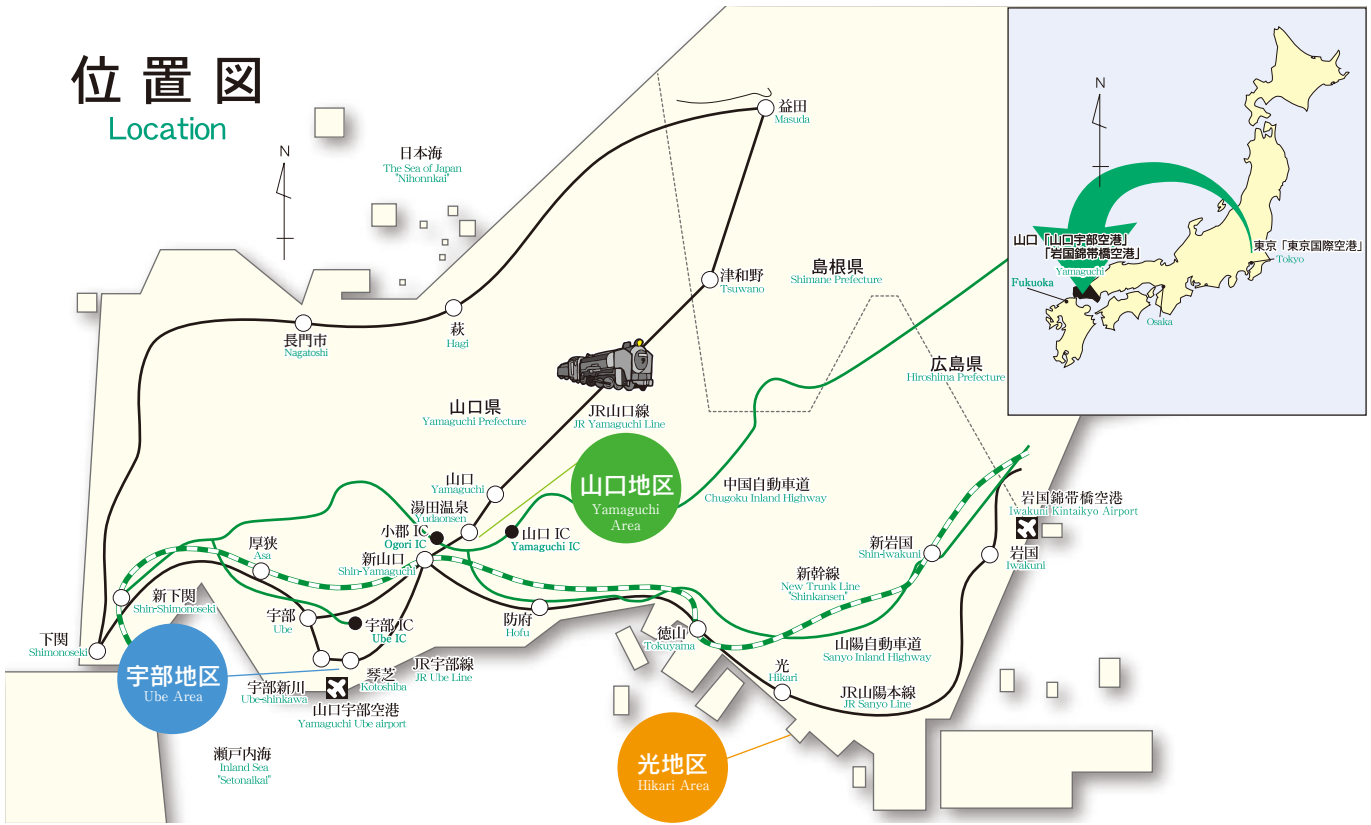 位置図
Location
N
日本海
The Sea of Japan
"Nihonnkai"
益田
Masuda
津和野
Tsuwano
島根県
Shimane Prefecture
長門市
Nagatoshi
萩
Hagi
広島県
Hiroshima Prefecture
山口県
Yamaguchi Prefecture
JR山口線
JR Yamaguchi Line
山口地区
Yamaguchi
Area
中国自動車道
Chugoku Inland Highway
山口
Yamaguchi
湯田温泉
Yudaonsen
小郡 IC
Ogori IC
山口 IC
Yamaguchi IC
新山口
Shin-Yamaguchi
厚狭
Asa
新下関
Shin-Shimonoseki
下関
Shimonoseki
宇部
Ube
宇部 IC
Ube IC
防府
Hofu
徳山
Tokuyama
新幹線
New Trunk Line
"Shinkansen"
新岩国
Shin-Iwakuni
岩国錦帯橋空港
Iwakuni Kintaikyo Airport
岩国
Iwakuni
山陽自動車道
Sanyo Inland Highway
光
Hikari
JR山陽本線
JR Sanyo Line
宇部地区
Ube Area
宇部新川
Ube-shinkawa
琴芝
Kotoshiba
JR宇部線
JR Ube Line
山口宇部空港
Yamaguchi Ube airport
瀬戸内海
Inland Sea
"Setonaikai"
光地区
Hikari Area
N
山口「山口宇部空港」
「岩国錦帯橋空港」
Yamaguchi
Fukuoka
Osaka
東京「東京国際空港」
Tokyo